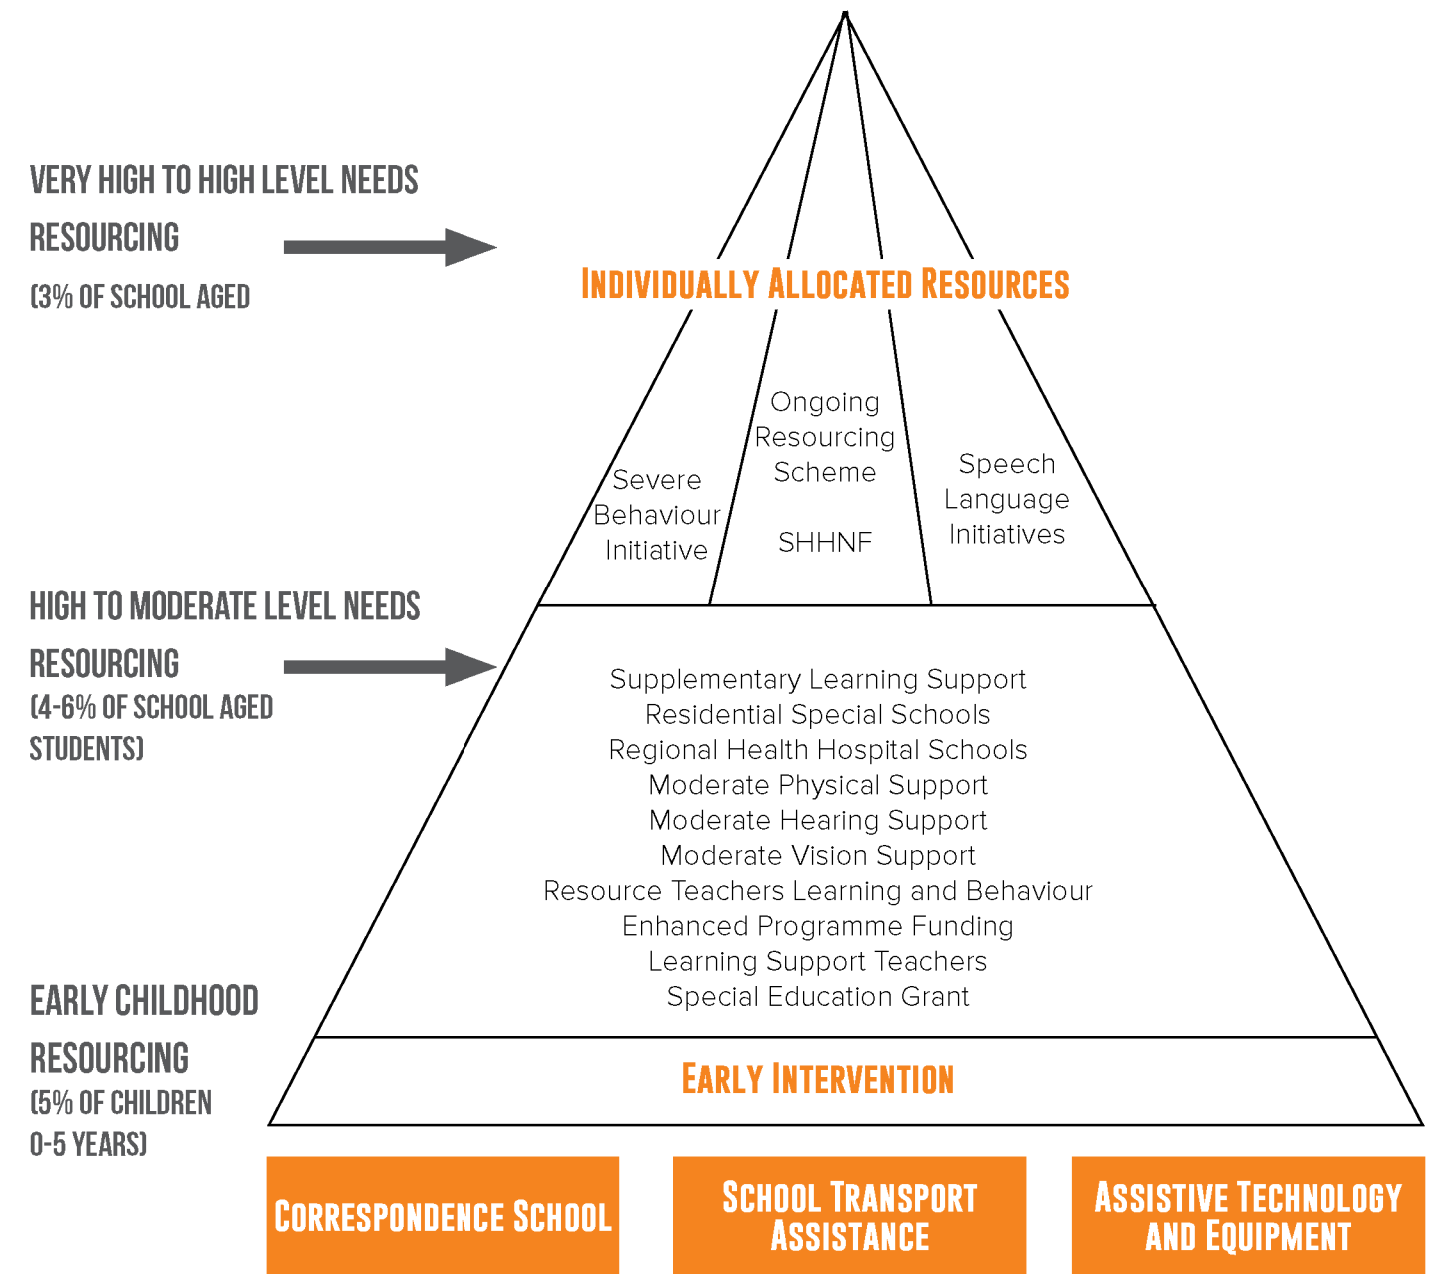 VERY HIGH TO HIGH LEVEL NEEDS
RESOURCING
(3% OF SCHOOL AGED
INDIVIDUALLY ALLOCATED RESOURCES
Severe
Behaviour
Initiative
Ongoing
Resourcing
Scheme
SHHNF
Speech
Language
Initiatives
HIGH TO MODERATE LEVEL NEEDS
RESOURCING
(4-6% OF SCHOOL AGED
STUDENTS)
Supplementary Learning Support
Residential Special Schools
Regional Health Hospital Schools
Moderate Physical Support
Moderate Hearing Support
Moderate Vision Support
Resource Teachers Learning and Behaviour
Enhanced Programme Funding
Learning Support Teachers
Special Education Grant
EARLY CHILDHOOD
RESOURCING
(5% OF CHILDREN
0-5 YEARS)
EARLY INTERVENTION
CORRESPONDENCE SCHOOL
SCHOOL TRANSPORT
ASSISTANCE
ASSISTIVE TECHNOLOGY
AND EQUIPMENT